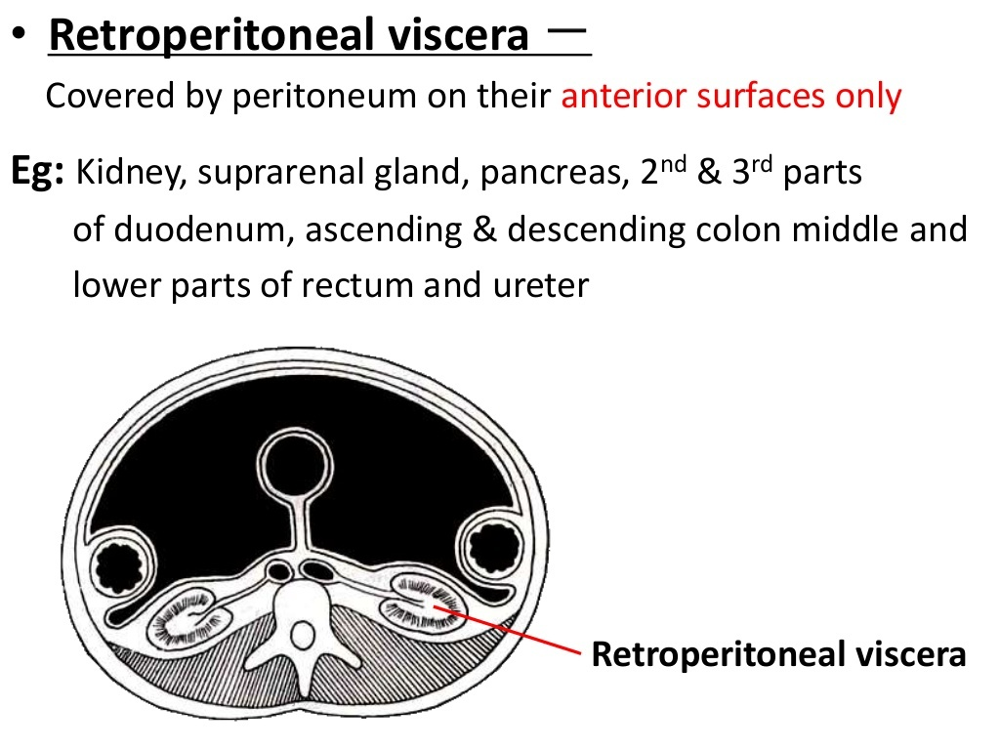 • Retroperitoneal viscera —
Covered by peritoneum on their anterior surfaces only
Eg: Kidney, suprarenal gland, pancreas, 2nd & 3rd parts
of duodenum, ascending & descending colon middle and
lower parts of rectum and ureter
Retroperitoneal viscera